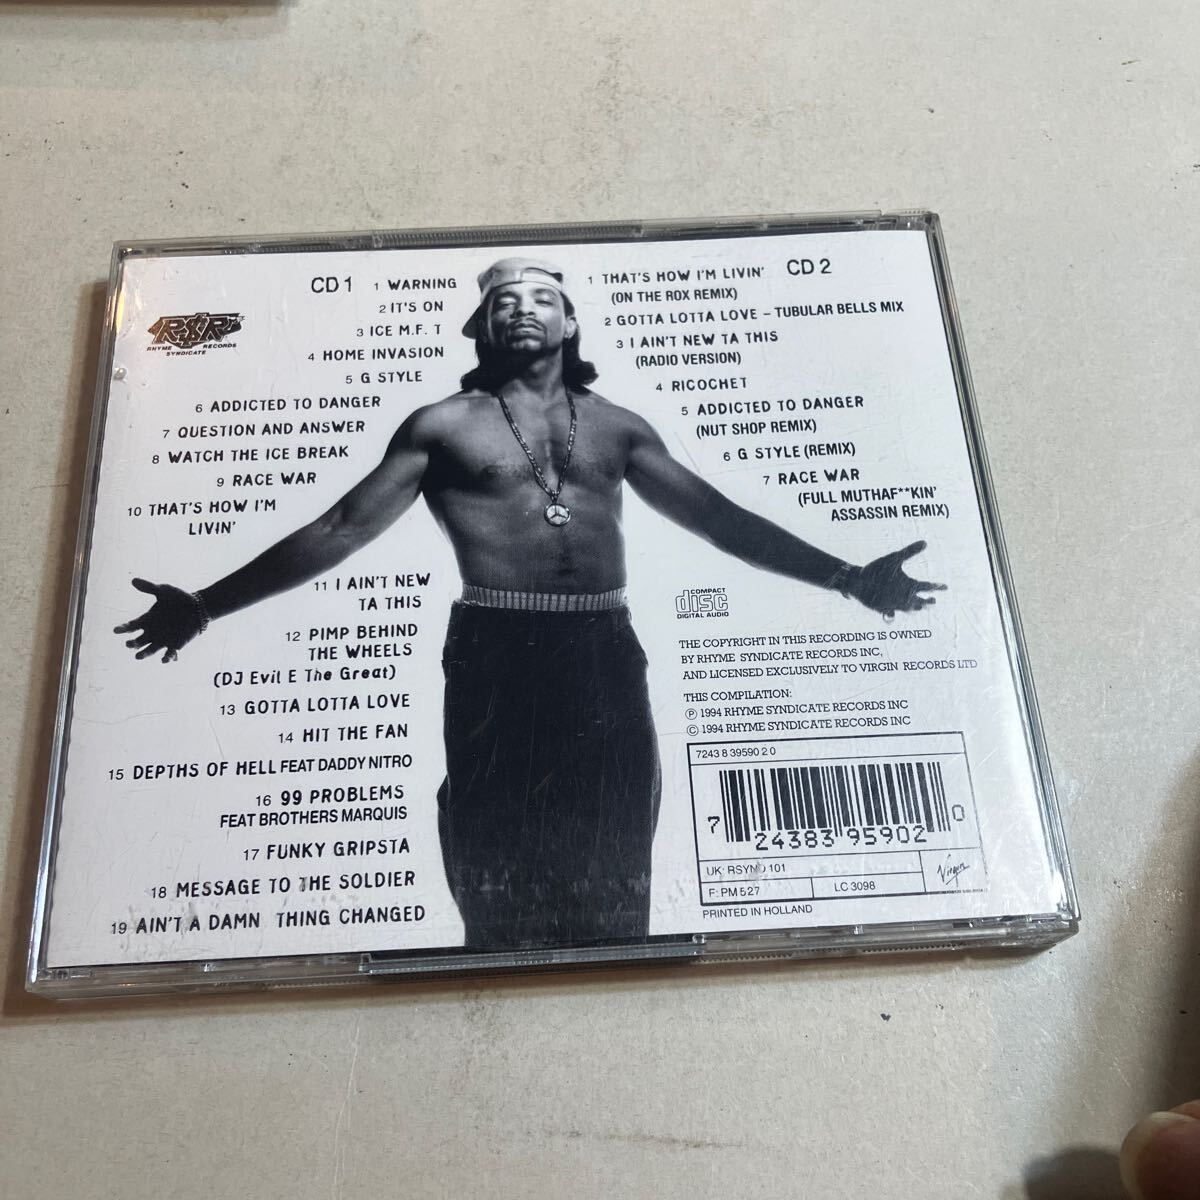 CD 1
1 WARNING
2 IT'S ON
3 ICE M.F. T
4 HOME INVASION
5 G STYLE
6 ADDICTED TO DANGER
7 QUESTION AND ANSWER
8 WATCH THE ICE BREAK
9 RACE WAR
10 THAT'S HOW I'M
LIVIN'
11 I AIN'T NEW
TA THIS
12 PIMP BEHIND
THE WHEELS
(DJ Evil E The Great)
13 GOTTA LOTTA LOVE
14 HIT THE FAN
15 DEPTHS OF HELL FEAT DADDY NITRO
16 99 PROBLEMS
FEAT BROTHERS MARQUIS
17 FUNKY GRIPSTA
18 MESSAGE TO THE SOLDIER
19 AIN'T A DAMN THING CHANGED
R$R
RHYME SYNDICATE RECORDS
CD 2
1 THAT'S HOW I'M LIVIN'
(ON THE ROX REMIX)
2 GOTTA LOTTA LOVE – TUBULAR BELLS MIX
3 I AIN'T NEW TA THIS
(RADIO VERSION)
4 RICOCHET
5 ADDICTED TO DANGER
(NUT SHOP REMIX)
6 G STYLE (REMIX)
7 RACE WAR
(FULL MUTHAF**KIN'
ASSASSIN REMIX)
COMPACT
disc
DIGITAL AUDIO
THE COPYRIGHT IN THIS RECORDING IS OWNED
BY RHYME SYNDICATE RECORDS INC,
AND LICENSED EXCLUSIVELY TO VIRGIN RECORDS LTD
THIS COMPILATION:
℗ 1994 RHYME SYNDICATE RECORDS INC
© 1994 RHYME SYNDICATE RECORDS INC
7243 8 39590 2 0
7 24383 95902 0
UK: RSYND 101
F: PM 527
LC 3098
Virgin
PRINTED IN HOLLAND